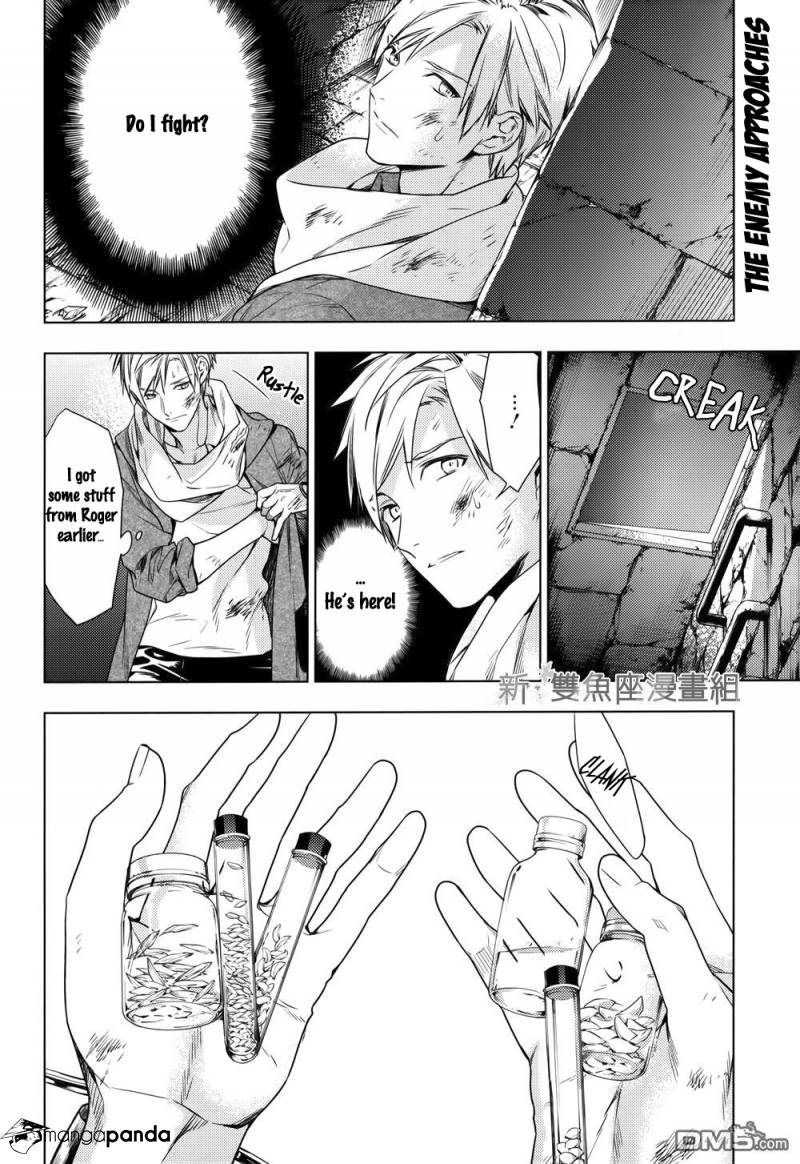 THE ENEMY APPROACHES
Do I fight?
CREAK
...!
...
He's here!
Rustle
I got
some stuff
from Roger
earlier...
新✦雙魚座漫畫組
CLANK
mangapanda
DM5.com